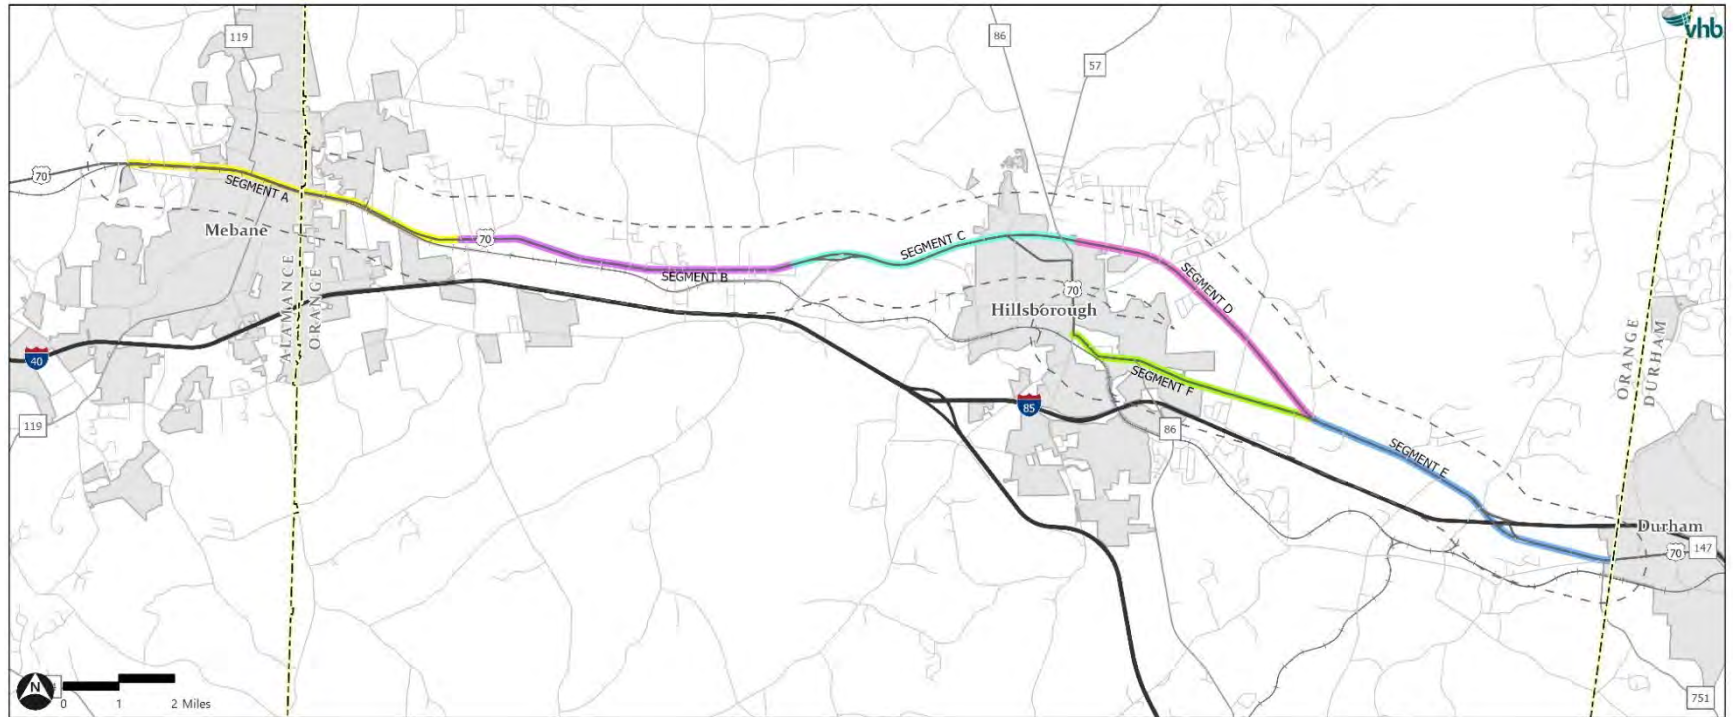 119
86
57
vhb
70
SEGMENT A
Mebane
70
SEGMENT B
SEGMENT C
SEGMENT D
70
Hillsborough
ALAMANCE
ORANGE
ORANGE
DURHAM
40
SEGMENT F
85
119
86
SEGMENT E
Durham
70
147
N
0 1 2 Miles
751